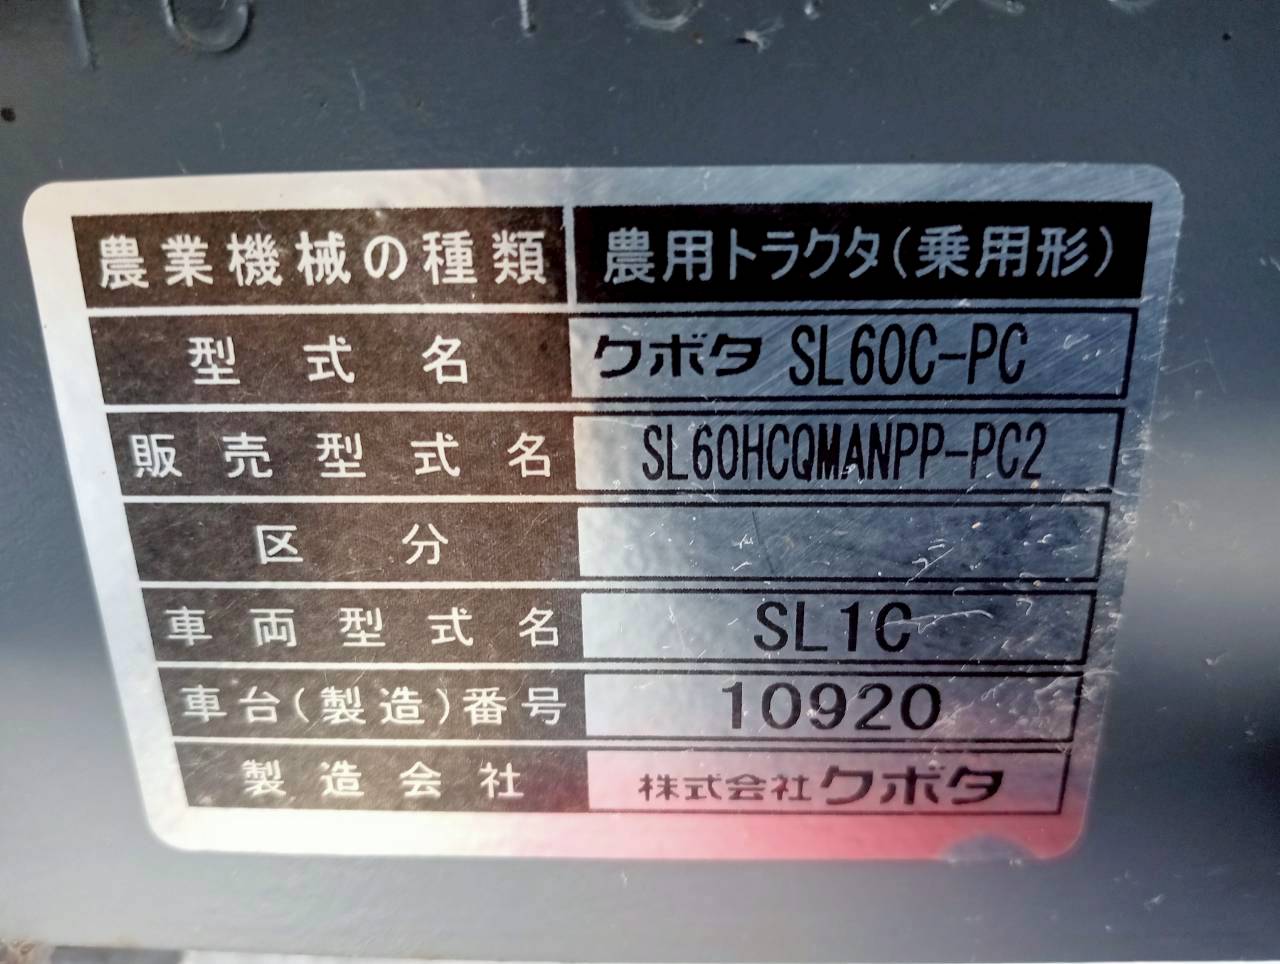 農業機械の種類 農用トラクタ(乗用形)
型式名 クボタ SL60C-PC
販売型式名 SL60HCQMANPP-PC2
区分
車両型式名 SL1C
車台(製造)番号 10920
製造会社 株式会社クボタ